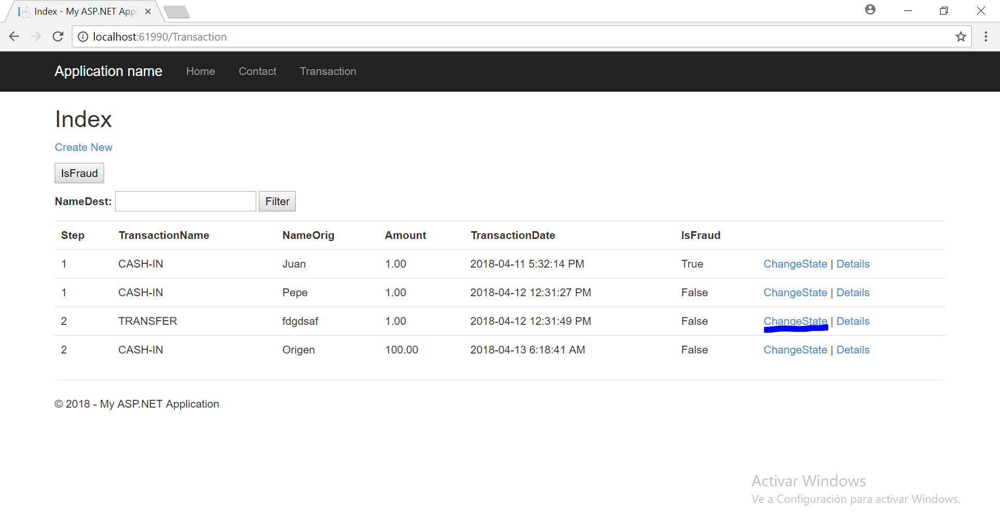 Index - My ASP.NET App
localhost:61990/Transaction
Application name Home Contact Transaction
Index
Create New
IsFraud
NameDest: Filter
Step TransactionName NameOrig Amount TransactionDate IsFraud
1 CASH-IN Juan 1.00 2018-04-11 5:32:14 PM True ChangeState | Details
1 CASH-IN Pepe 1.00 2018-04-12 12:31:27 PM False ChangeState | Details
2 TRANSFER fdgdsaf 1.00 2018-04-12 12:31:49 PM False ChangeState | Details
2 CASH-IN Origen 100.00 2018-04-13 6:18:41 AM False ChangeState | Details
© 2018 - My ASP.NET Application
Activar Windows
Ve a Configuración para activar Windows.